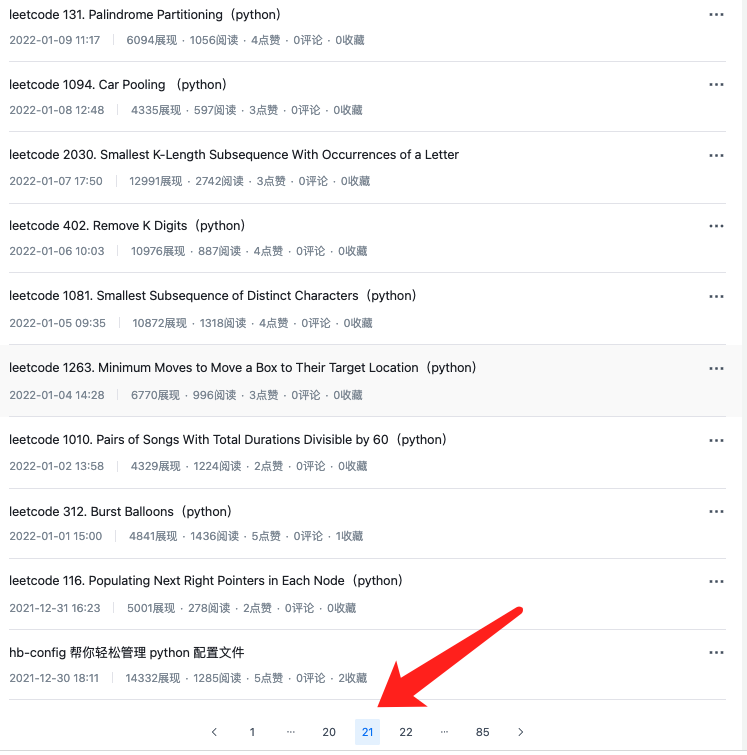 leetcode 131. Palindrome Partitioning（python）
2022-01-09 11:17 6094展现 · 1056阅读 · 4点赞 · 0评论 · 0收藏
leetcode 1094. Car Pooling （python）
2022-01-08 12:48 4335展现 · 597阅读 · 3点赞 · 0评论 · 0收藏
leetcode 2030. Smallest K-Length Subsequence With Occurrences of a Letter
2022-01-07 17:50 12991展现 · 2742阅读 · 3点赞 · 0评论 · 0收藏
leetcode 402. Remove K Digits（python）
2022-01-06 10:03 10976展现 · 887阅读 · 4点赞 · 0评论 · 0收藏
leetcode 1081. Smallest Subsequence of Distinct Characters（python）
2022-01-05 09:35 10872展现 · 1318阅读 · 4点赞 · 0评论 · 0收藏
leetcode 1263. Minimum Moves to Move a Box to Their Target Location（python）
2022-01-04 14:28 6770展现 · 996阅读 · 3点赞 · 0评论 · 0收藏
leetcode 1010. Pairs of Songs With Total Durations Divisible by 60（python）
2022-01-02 13:58 4329展现 · 1224阅读 · 2点赞 · 0评论 · 0收藏
leetcode 312. Burst Balloons（python）
2022-01-01 15:00 4841展现 · 1436阅读 · 5点赞 · 0评论 · 1收藏
leetcode 116. Populating Next Right Pointers in Each Node（python）
2021-12-31 16:23 5001展现 · 278阅读 · 2点赞 · 0评论 · 0收藏
hb-config 帮你轻松管理 python 配置文件
2021-12-30 18:11 14332展现 · 1285阅读 · 5点赞 · 0评论 · 2收藏
< 1 ··· 20 21 22 ··· 85 >